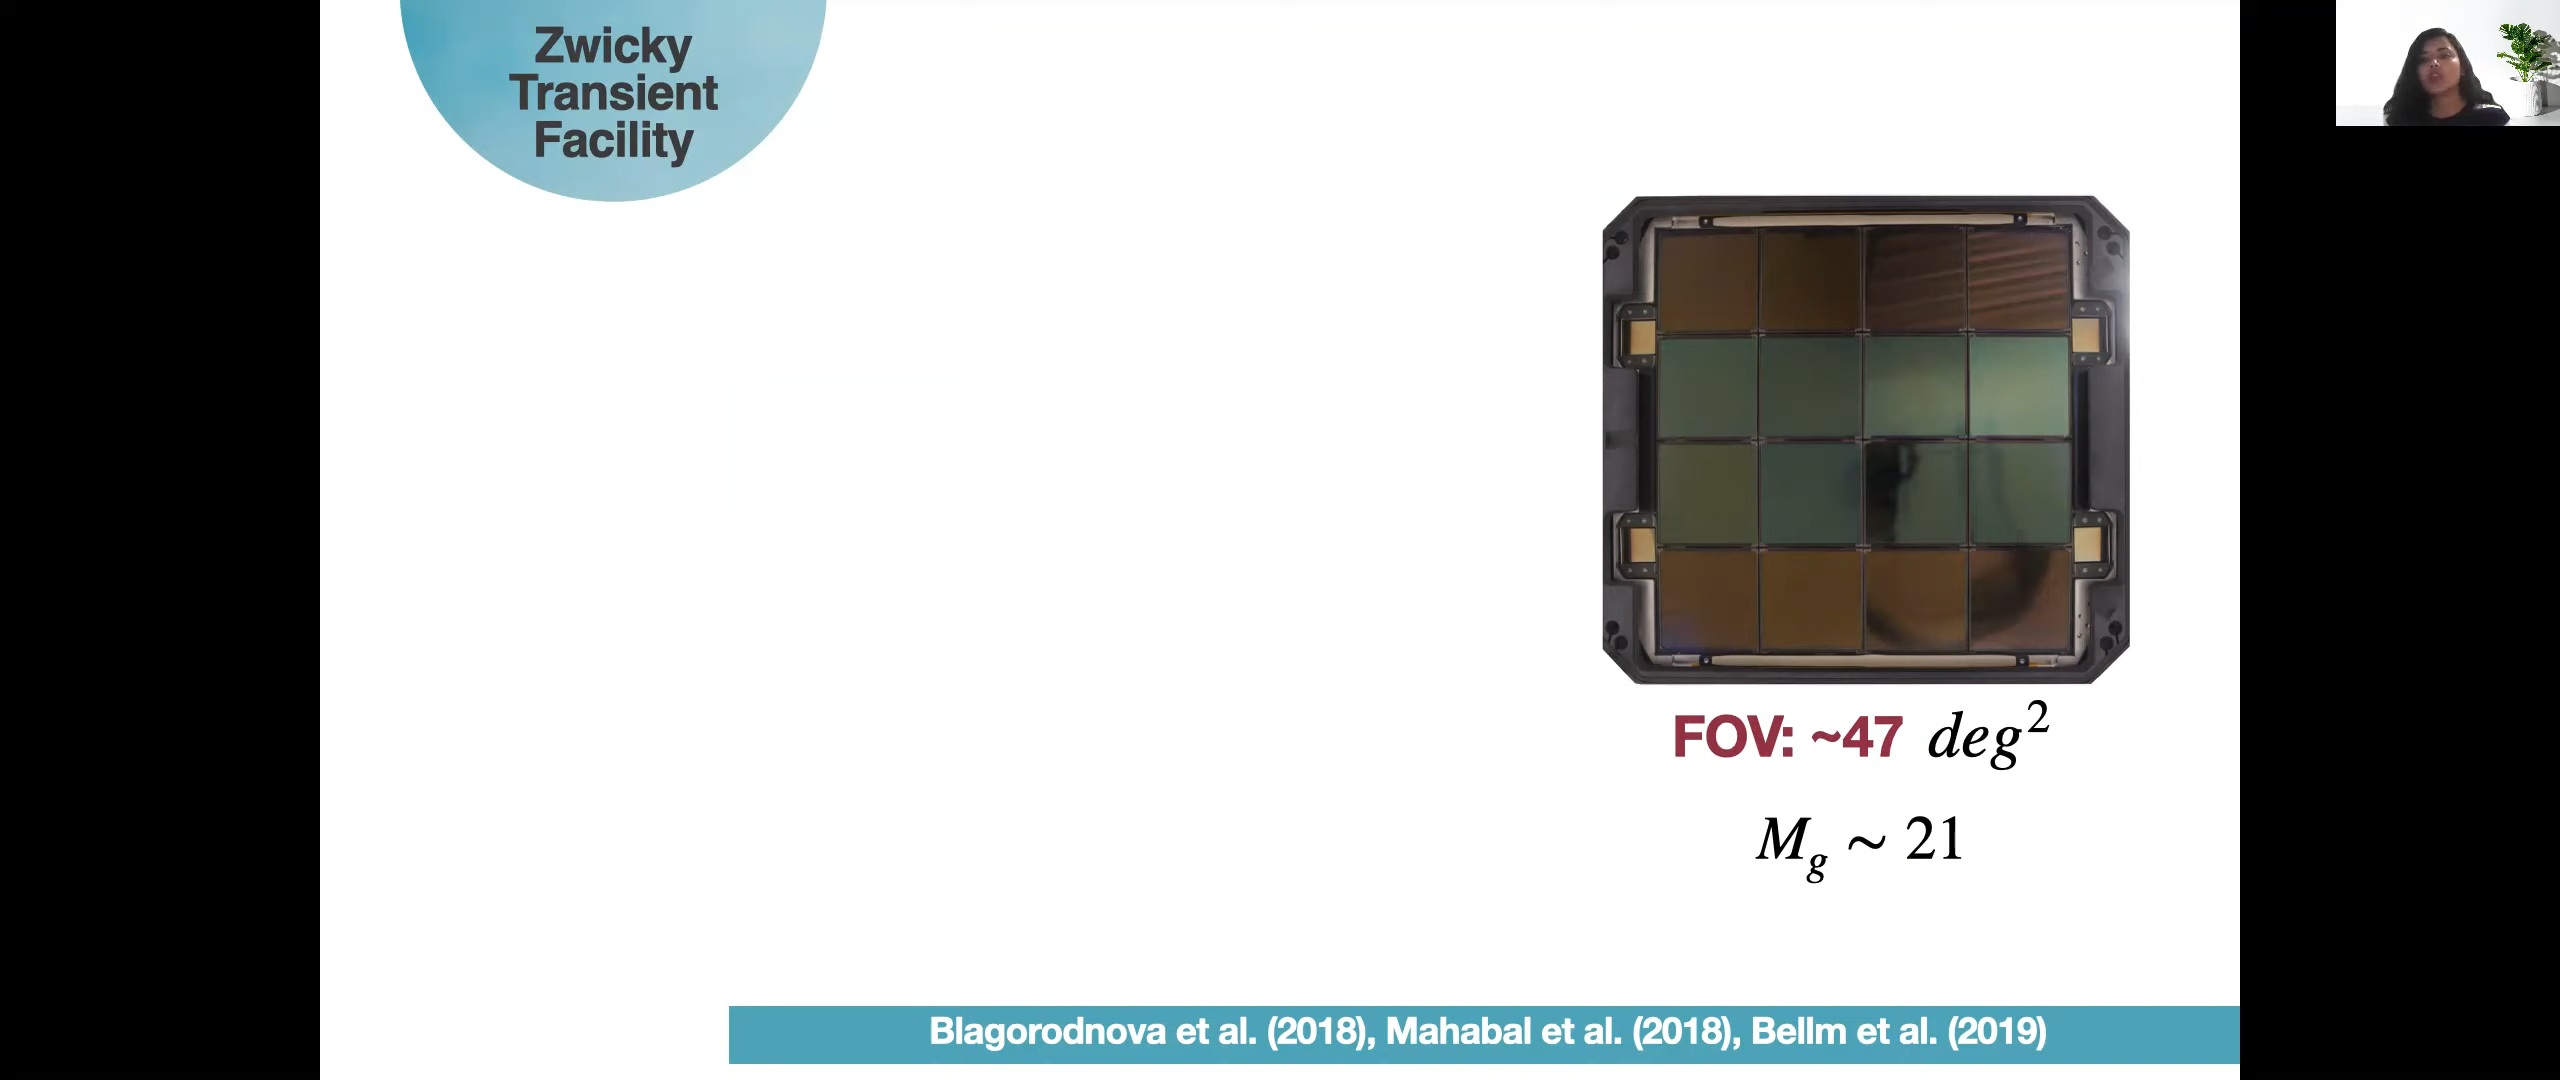 Zwicky
Transient
Facility
FOV: ~47 deg²
M_g ~ 21
Blagorodnova et al. (2018), Mahabal et al. (2018), Bellm et al. (2019)